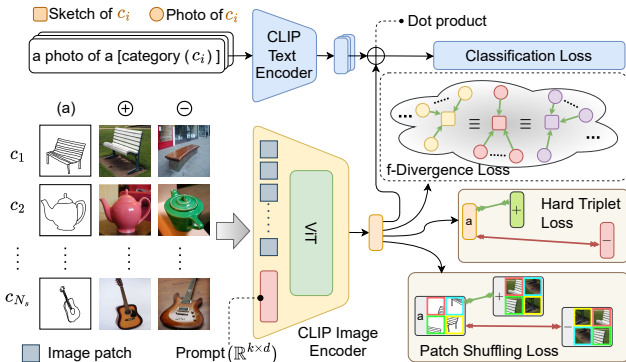 Sketch of c_i Photo of c_i
a photo of a [category (c_i) ]
CLIP
Text
Encoder
Dot product
Classification Loss
(a) + −
c_1
c_2
c_{N_s}
ViT
CLIP Image
Encoder
Image patch
Prompt (ℝ^{k×d})
... ≡ ≡ ...
f-Divergence Loss
a + −
Hard Triplet
Loss
a + −
Patch Shuffling Loss